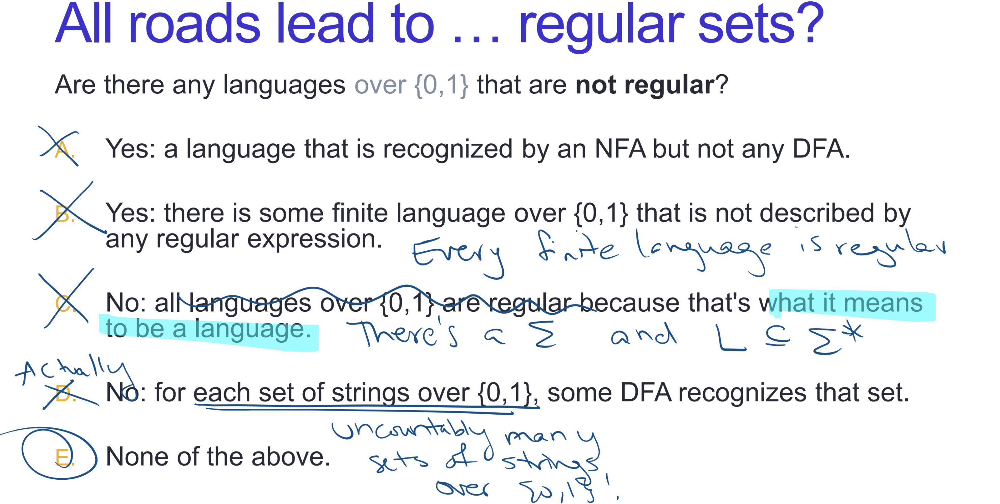 All roads lead to … regular sets?
Are there any languages over {0,1} that are not regular?
A. Yes: a language that is recognized by an NFA but not any DFA.
B. Yes: there is some finite language over {0,1} that is not described by
any regular expression.
Every finite language is regular
C. No: all languages over {0,1} are regular because that's what it means
to be a language. There's a Σ and L ⊆ Σ*
Actually
D. No: for each set of strings over {0,1}, some DFA recognizes that set.
uncountably many
E. None of the above. sets of strings
over {0,1}!